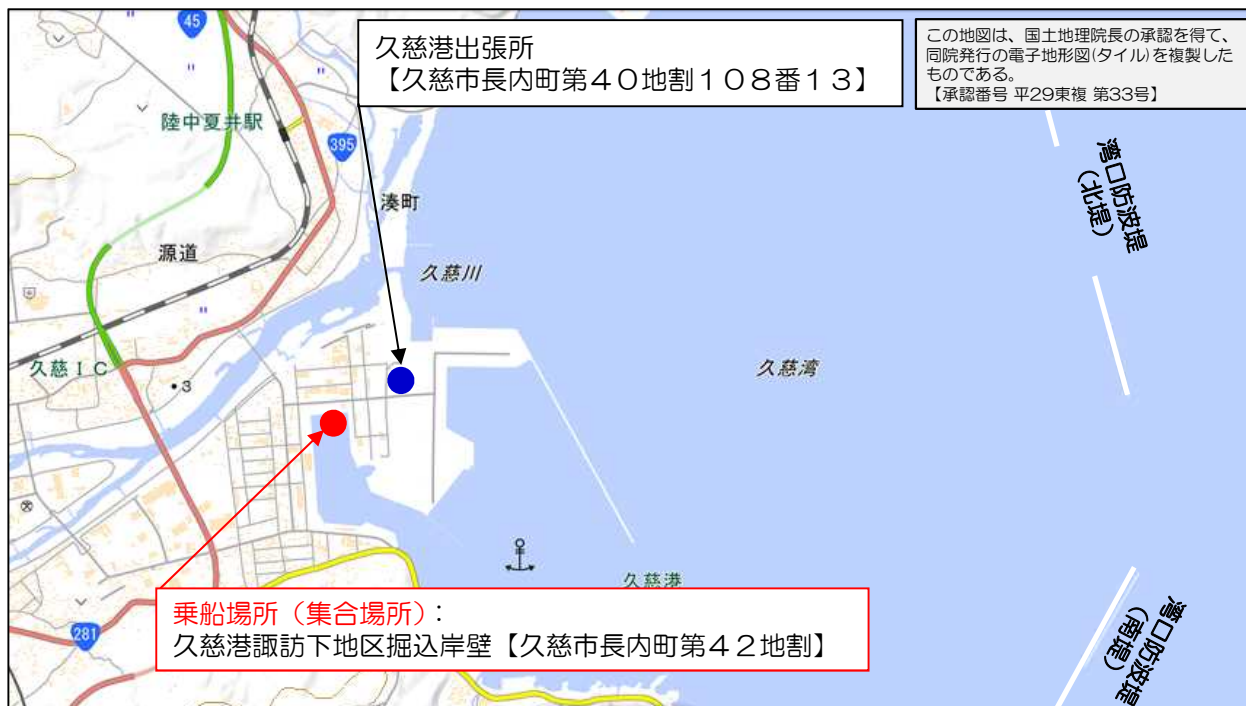 45
久慈港出張所
【久慈市長内町第４０地割１０８番１３】
この地図は、国土地理院長の承認を得て、
同院発行の電子地形図(タイル)を複製した
ものである。
【承認番号 平29東複 第33号】
陸中夏井駅
395
湾口防波堤
（北堤）
湊町
源道
久慈川
久慈湾
久慈ＩＣ
3
久慈港
乗船場所（集合場所）：
久慈港諏訪下地区掘込岸壁【久慈市長内町第４２地割】
281
湾口防波堤
（南堤）